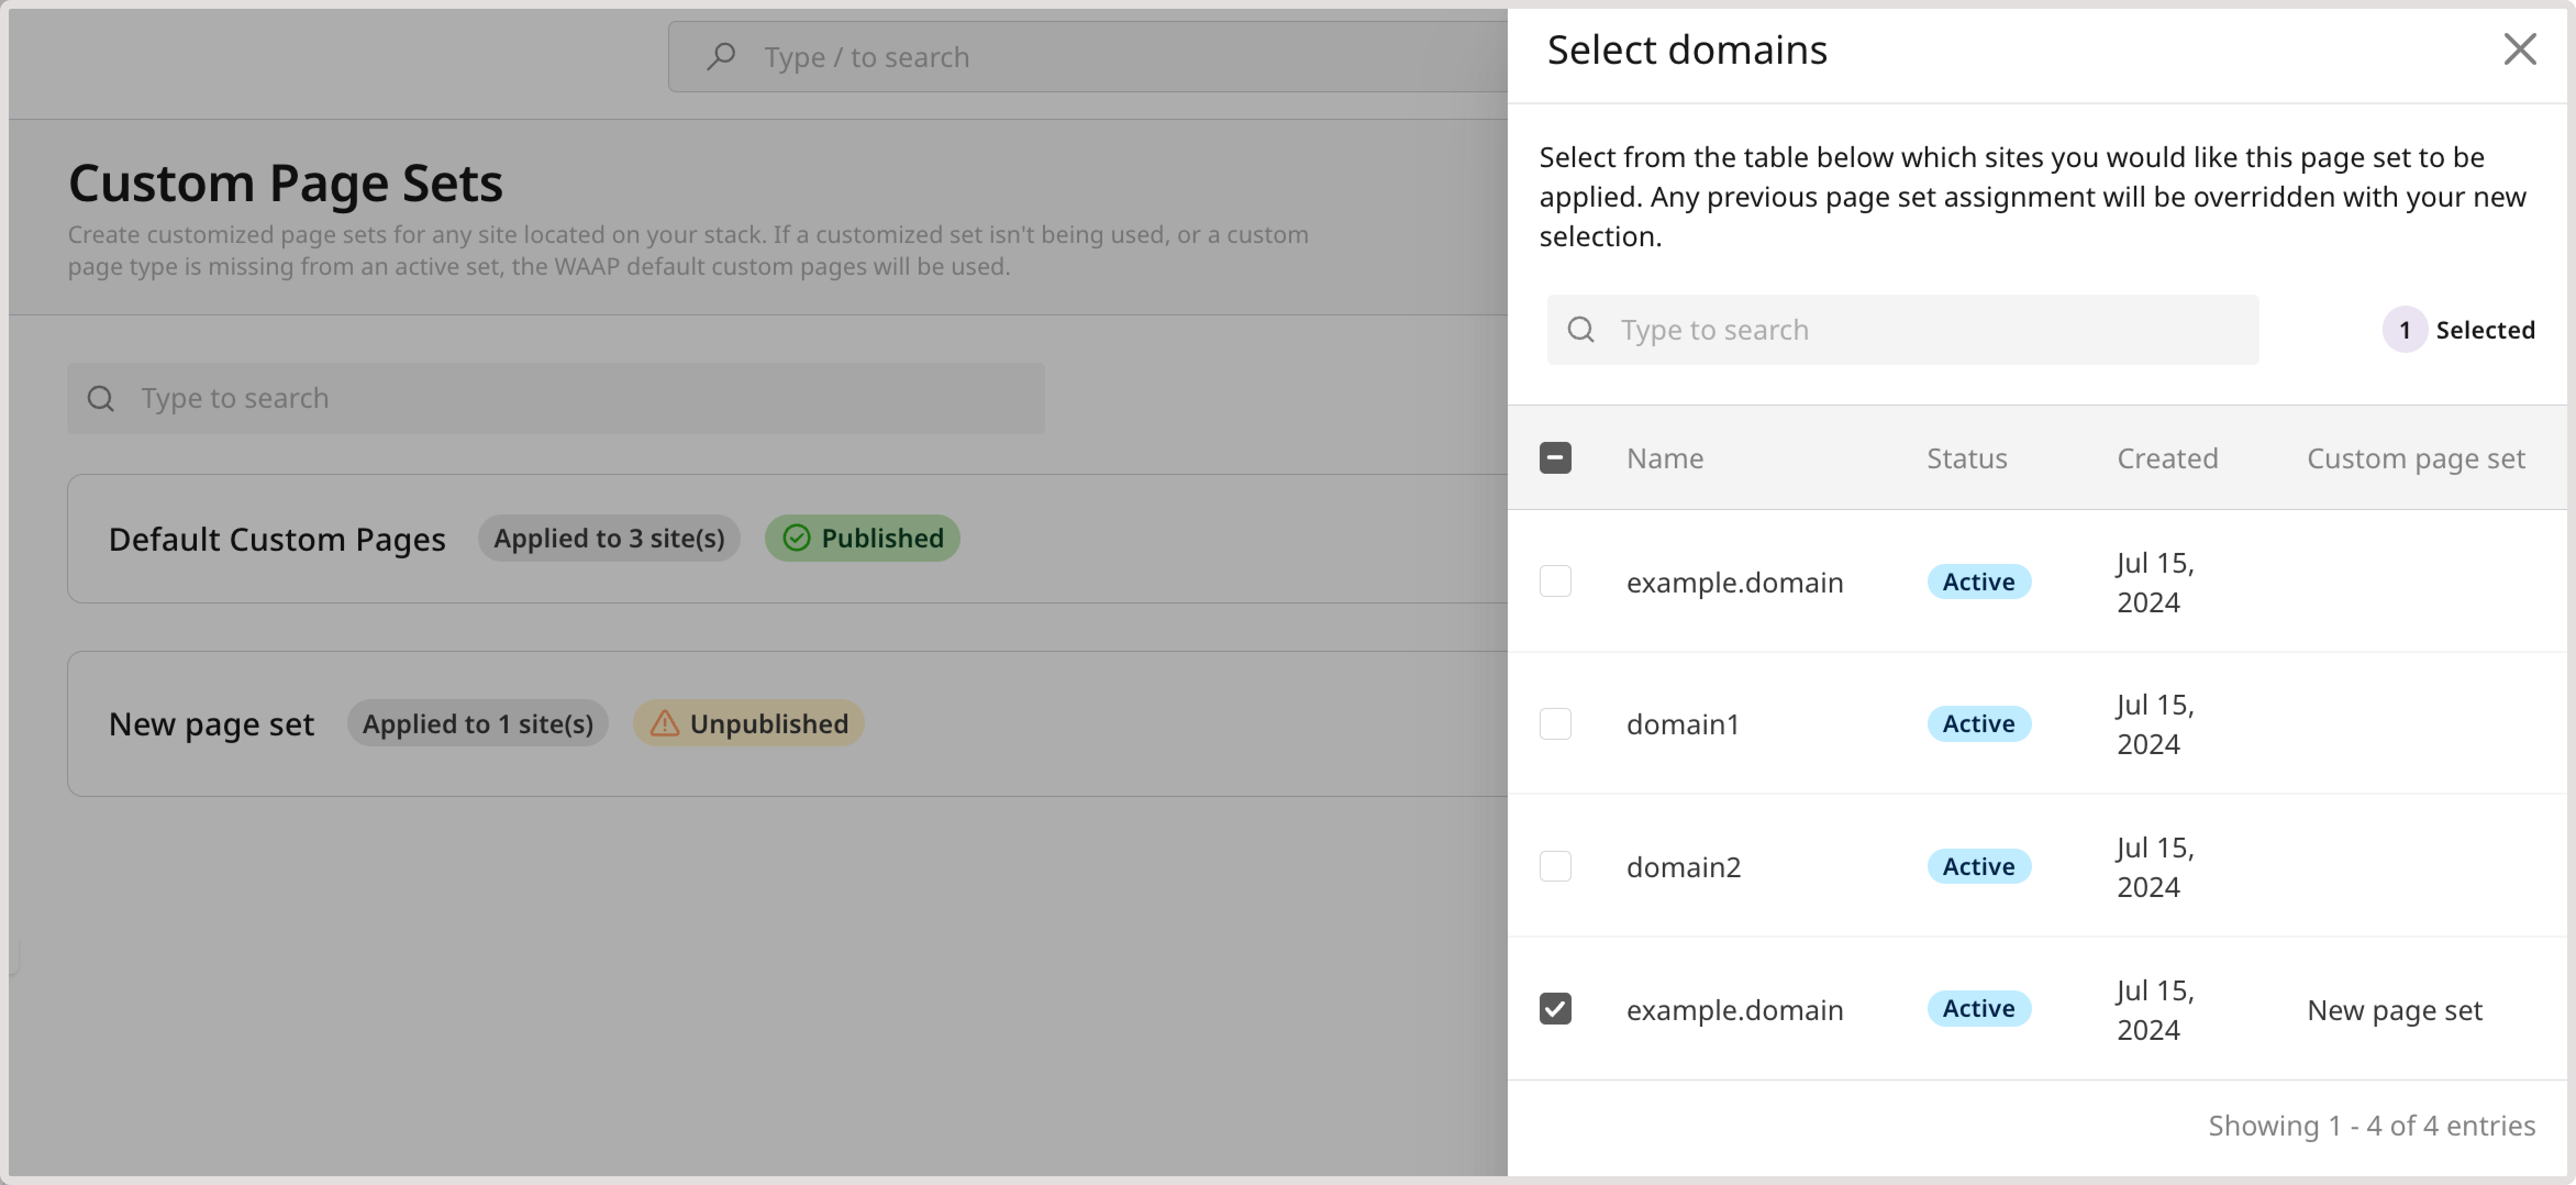 Type / to search
Custom Page Sets
Create customized page sets for any site located on your stack. If a customized set isn't being used, or a custom
page type is missing from an active set, the WAAP default custom pages will be used.
Type to search
Default Custom Pages Applied to 3 site(s) Published
New page set Applied to 1 site(s) Unpublished
Select domains
Select from the table below which sites you would like this page set to be
applied. Any previous page set assignment will be overridden with your new
selection.
Type to search 1 Selected
Name Status Created Custom page set
example.domain Active Jul 15,
2024
domain1 Active Jul 15,
2024
domain2 Active Jul 15,
2024
example.domain Active Jul 15,
2024 New page set
Showing 1 - 4 of 4 entries